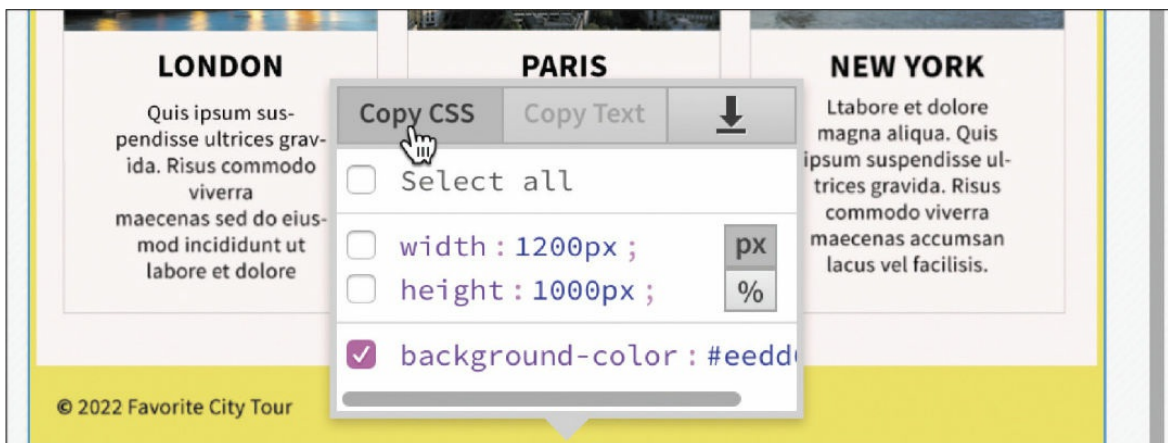 LONDON
Quis ipsum sus-
pendisse ultrices grav-
ida. Risus commodo
viverra
maecenas sed do eius-
mod incididunt ut
labore et dolore
PARIS
NEW YORK
Ltabore et dolore
magna aliqua. Quis
ipsum suspendisse ul-
trices gravida. Risus
commodo viverra
maecenas accumsan
lacus vel facilisis.
Copy CSS Copy Text
Select all
width:1200px; px
height:1000px; %
background-color:#eedd
© 2022 Favorite City Tour